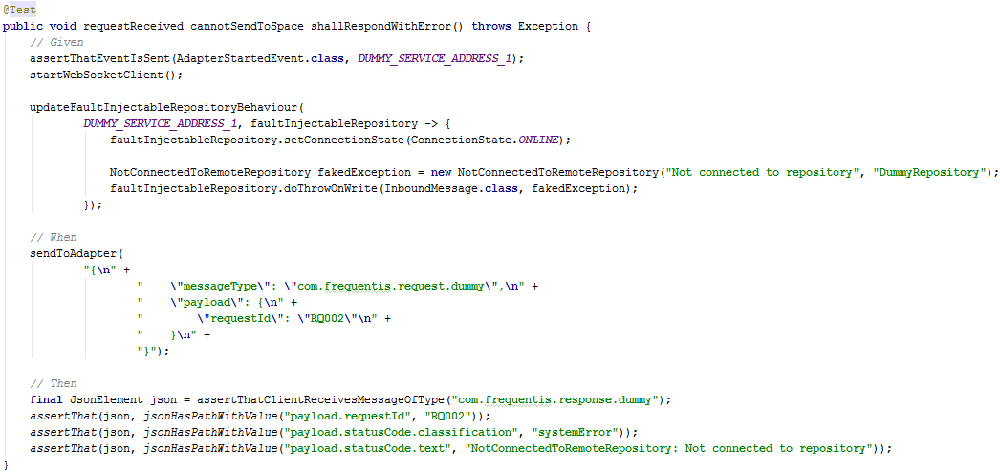 @Test
public void requestReceived_cannotSendToSpace_shallRespondWithError() throws Exception {
    // Given
    assertThatEventIsSent(AdapterStartedEvent.class, DUMMY_SERVICE_ADDRESS_1);
    startWebSocketClient();

    updateFaultInjectableRepositoryBehaviour(
            DUMMY_SERVICE_ADDRESS_1, faultInjectableRepository -> {
                faultInjectableRepository.setConnectionState(ConnectionState.ONLINE);

                NotConnectedToRemoteRepository fakedException = new NotConnectedToRemoteRepository("Not connected to repository", "DummyRepository");
                faultInjectableRepository.doThrowOnWrite(InboundMessage.class, fakedException);
            });

    // When
    sendToAdapter(
            "{\n" +
                    "    \"messageType\": \"com.frequentis.request.dummy\",\n" +
                    "    \"payload\": {\n" +
                    "        \"requestId\": \"RQ002\"\n" +
                    "    }\n" +
                    "}");

    // Then
    final JsonElement json = assertThatClientReceivesMessageOfType("com.frequentis.response.dummy");
    assertThat(json, jsonHasPathWithValue("payload.requestId", "RQ002"));
    assertThat(json, jsonHasPathWithValue("payload.statusCode.classification", "systemError"));
    assertThat(json, jsonHasPathWithValue("payload.statusCode.text", "NotConnectedToRemoteRepository: Not connected to repository"));
}